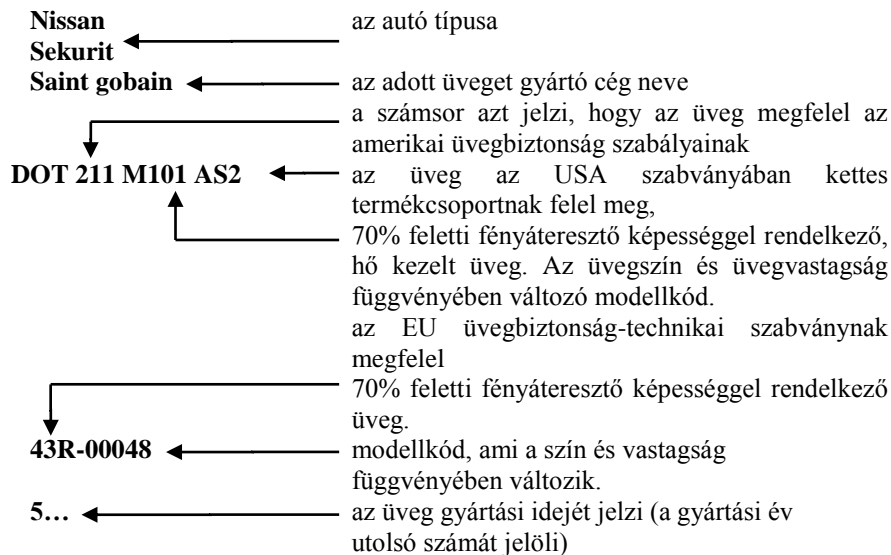 Nissan
az autó típusa
Sekurit
Saint gobain
az adott üveget gyártó cég neve
a számsor azt jelzi, hogy az üveg megfelel az
amerikai üvegbiztonság szabályainak
DOT 211 M101 AS2
az üveg az USA szabványában kettes
termékcsoportnak felel meg,
70% feletti fényáteresztő képességgel rendelkező,
hő kezelt üveg. Az üvegszín és üvegvastagság
függvényében változó modellkód.
az EU üvegbiztonság-technikai szabványnak
megfelel
70% feletti fényáteresztő képességgel rendelkező
üveg.
43R-00048
modellkód, ami a szín és vastagság
függvényében változik.
5…
az üveg gyártási idejét jelzi (a gyártási év
utolsó számát jelöli)